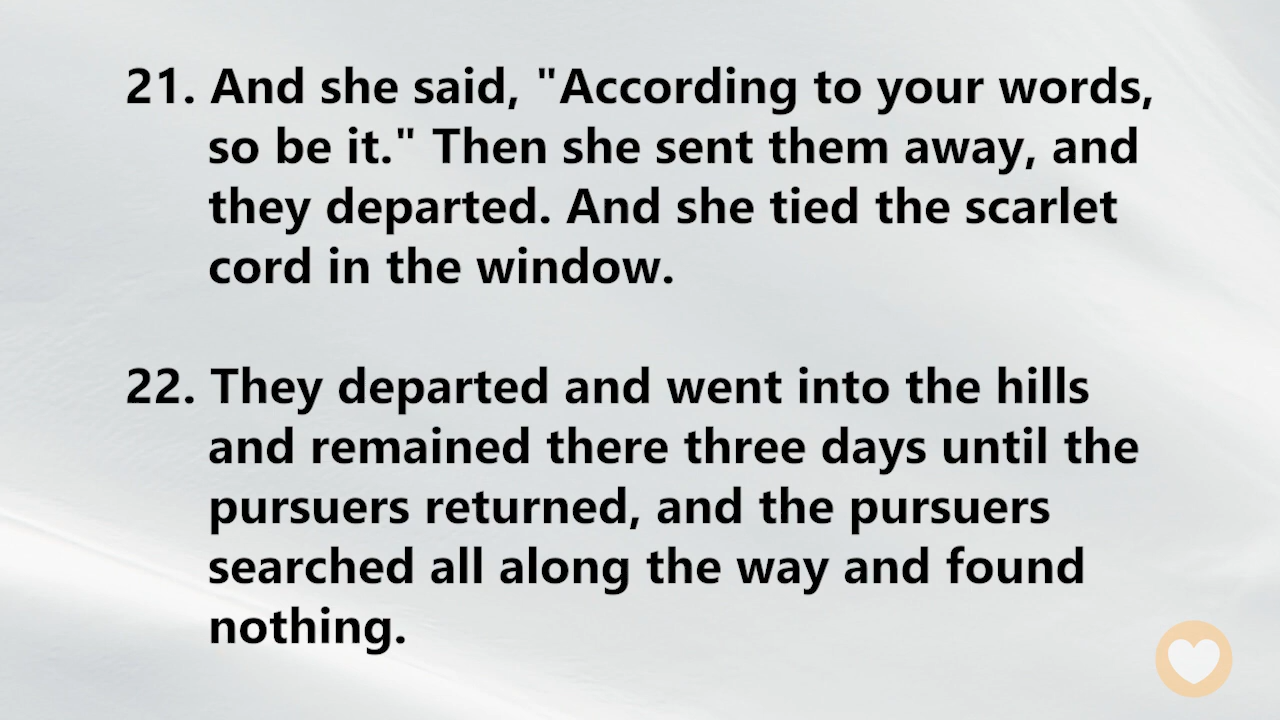 21. And she said, "According to your words,
so be it." Then she sent them away, and
they departed. And she tied the scarlet
cord in the window.
22. They departed and went into the hills
and remained there three days until the
pursuers returned, and the pursuers
searched all along the way and found
nothing.